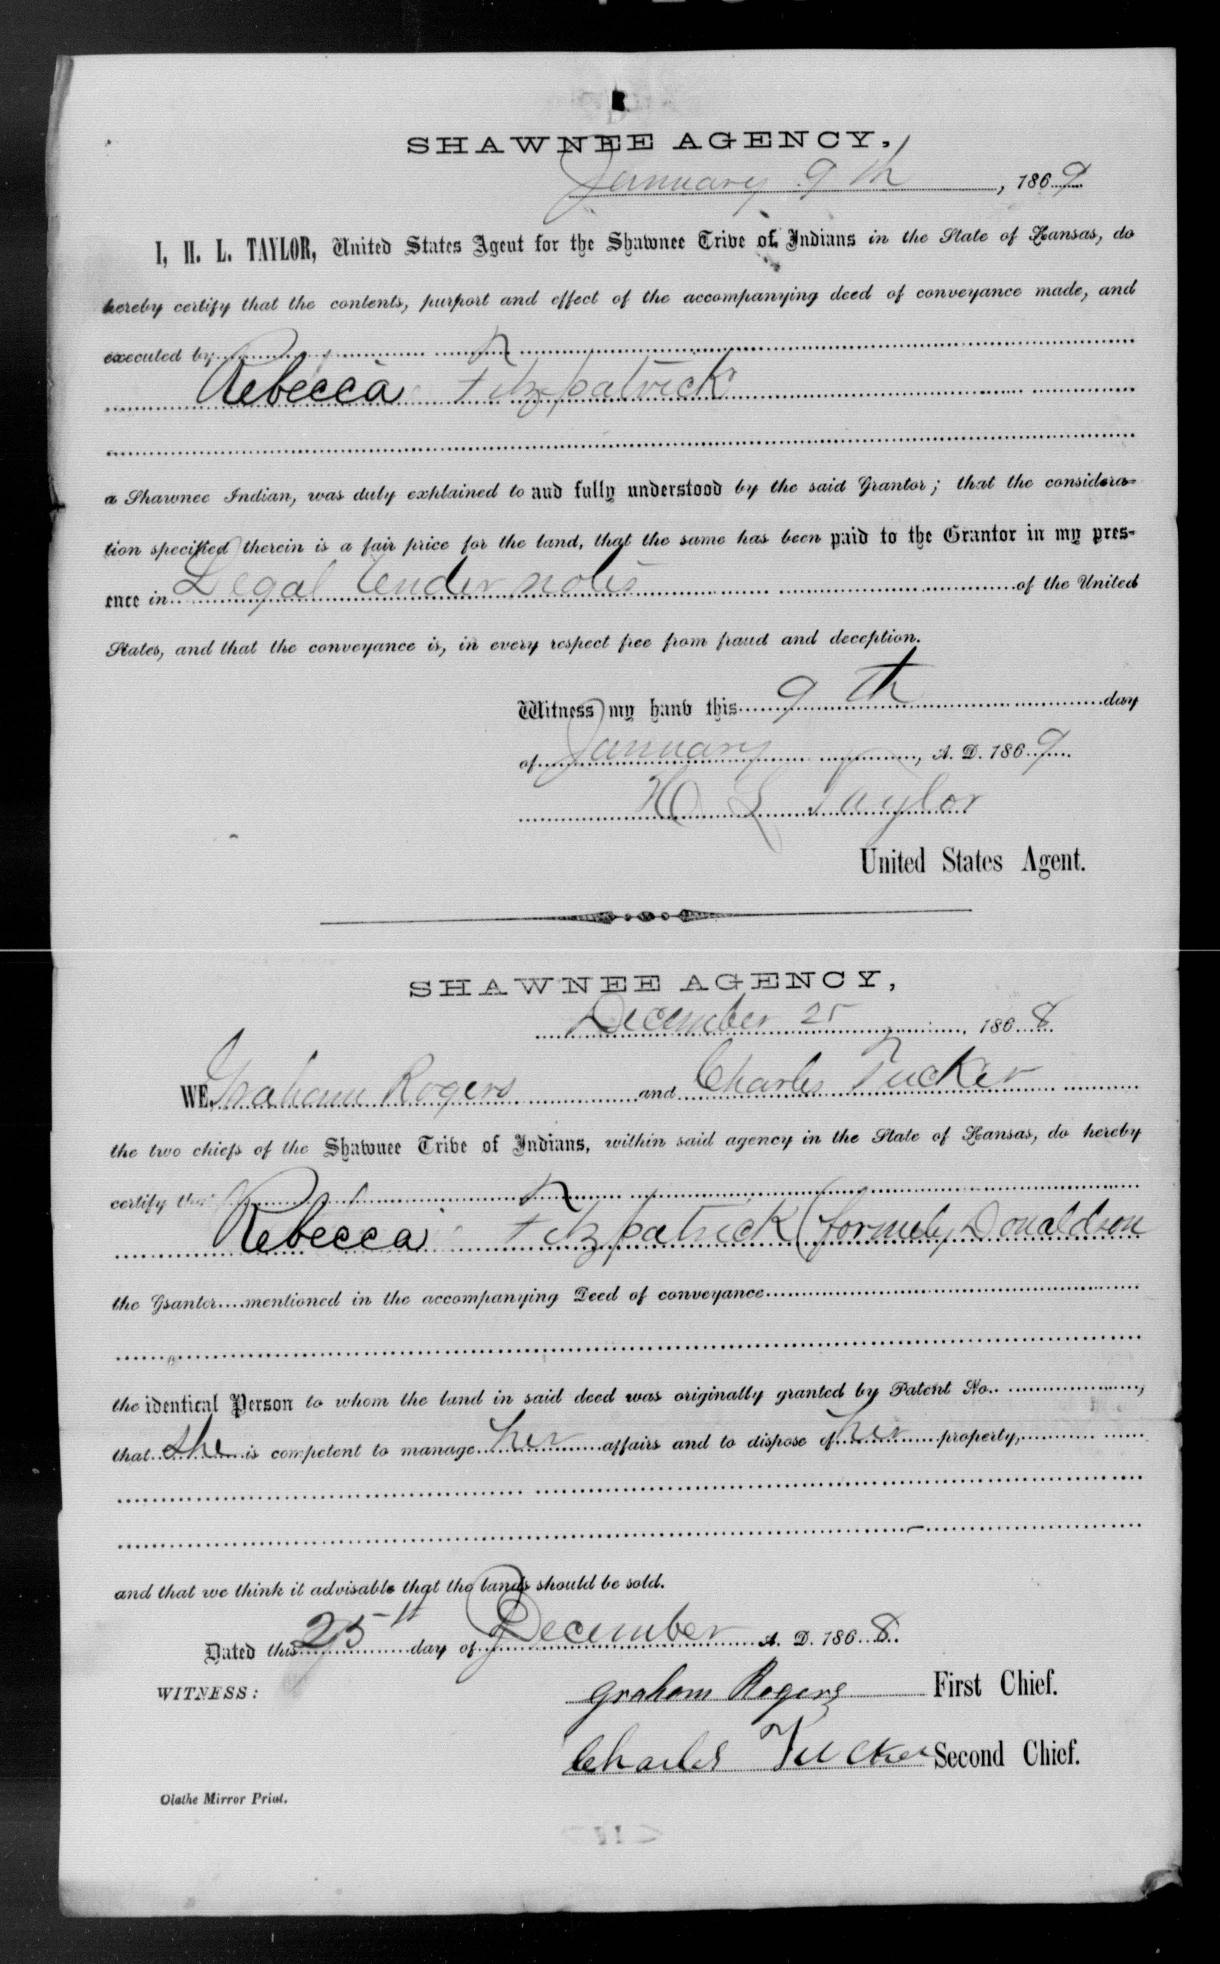 SHAWNEE AGENCY,
January 9th, 1869
I, H. L. TAYLOR, United States Agent for the Shawnee Tribe of Indians in the State of Kansas, do
hereby certify that the contents, purport and effect of the accompanying deed of conveyance made, and
executed by
Rebecca Fitzpatrick
a Shawnee Indian, was duly explained to and fully understood by the said Grantor; that the considera-
tion specified therein is a fair price for the land, that the same has been paid to the Grantor in my pres-
ence in Legal tender notes of the United
States, and that the conveyance is, in every respect free from fraud and deception.
Witness my hand this 9th day
of January, A. D. 1869
H L Taylor
United States Agent.
SHAWNEE AGENCY,
December 25, 1868
WE, Graham Rogers and Charles Tucker
the two chiefs of the Shawnee Tribe of Indians, within said agency in the State of Kansas, do hereby
certify that
Rebecca Fitzpatrick (formely Donaldson
the Grantor mentioned in the accompanying Deed of conveyance
the identical Person to whom the land in said deed was originally granted by Patent No. ,
that she is competent to manage her affairs and to dispose of her property,
and that we think it advisable that the lands should be sold.
Dated this 25th day of December A. D. 1868.
WITNESS:
Graham Rogers First Chief.
Charles Tucker Second Chief.
Olathe Mirror Print.